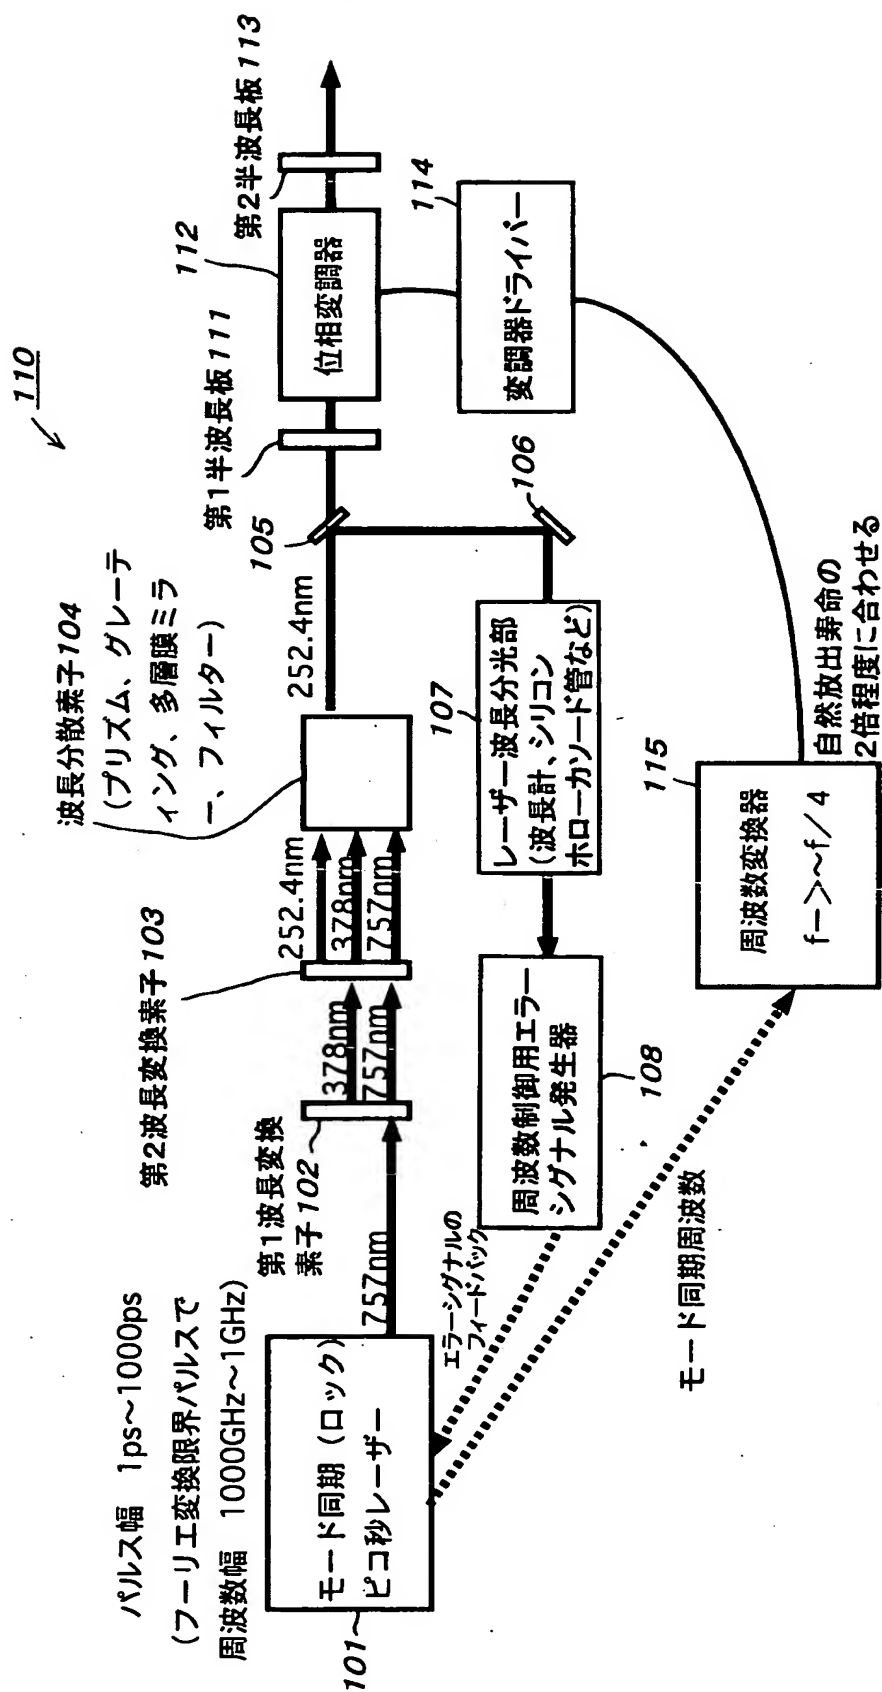 110
パルス幅 1ps~1000ps
(フーリエ変換限界パルスで
周波数幅 1000GHz~1GHz)
モード同期(ロック)
ピコ秒レーザー
101
757nm
第1波長変換
素子102
378nm
757nm
第2波長変換素子103
252.4nm
378nm
757nm
波長分散素子104
(プリズム、グレーテ
ィング、多層膜ミラ
ー、フィルター)
252.4nm
105
第1半波長板111
位相変調器
112
第2半波長板113
106
レーザー波長分光部
(波長計、シリコン
ホローカソード管など)
107
周波数制御用エラー
シグナル発生器
108
エラーシグナルの
フィードバック
変調器ドライバー
114
モード同期周波数
周波数変換器
f->~f/4
115
自然放出寿命の
2倍程度に合わせる